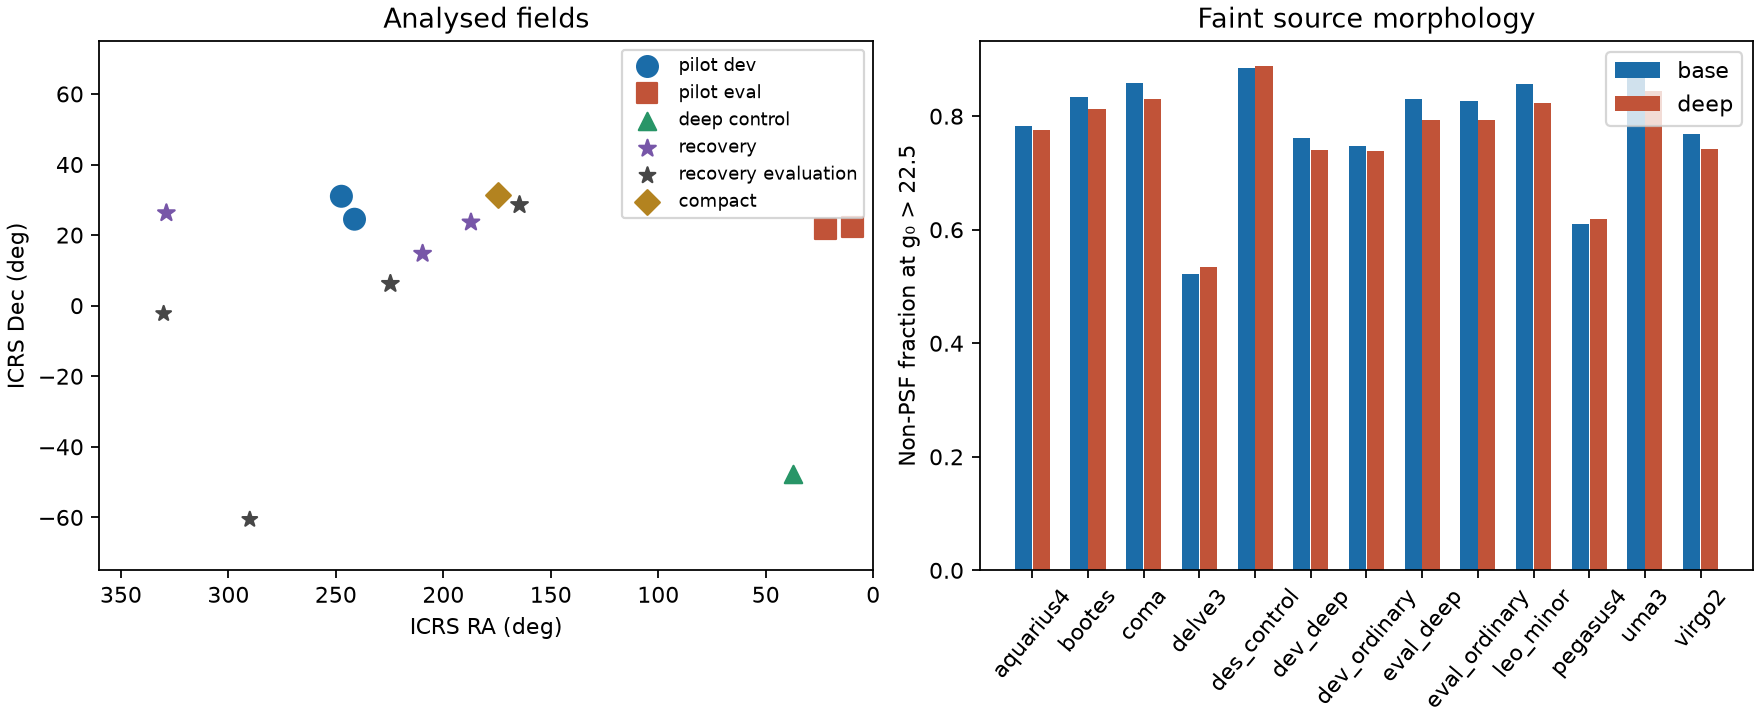 Analysed fields
pilot dev
pilot eval
deep control
recovery
recovery evaluation
compact
60
40
20
0
−20
−40
−60
ICRS Dec (deg)
350
300
250
200
150
100
50
0
ICRS RA (deg)
Faint source morphology
base
deep
0.8
0.6
0.4
0.2
0.0
Non-PSF fraction at g₀ > 22.5
aquarius4
bootes
coma
delve3
des_control
dev_deep
dev_ordinary
eval_deep
eval_ordinary
leo_minor
pegasus4
uma3
virgo2